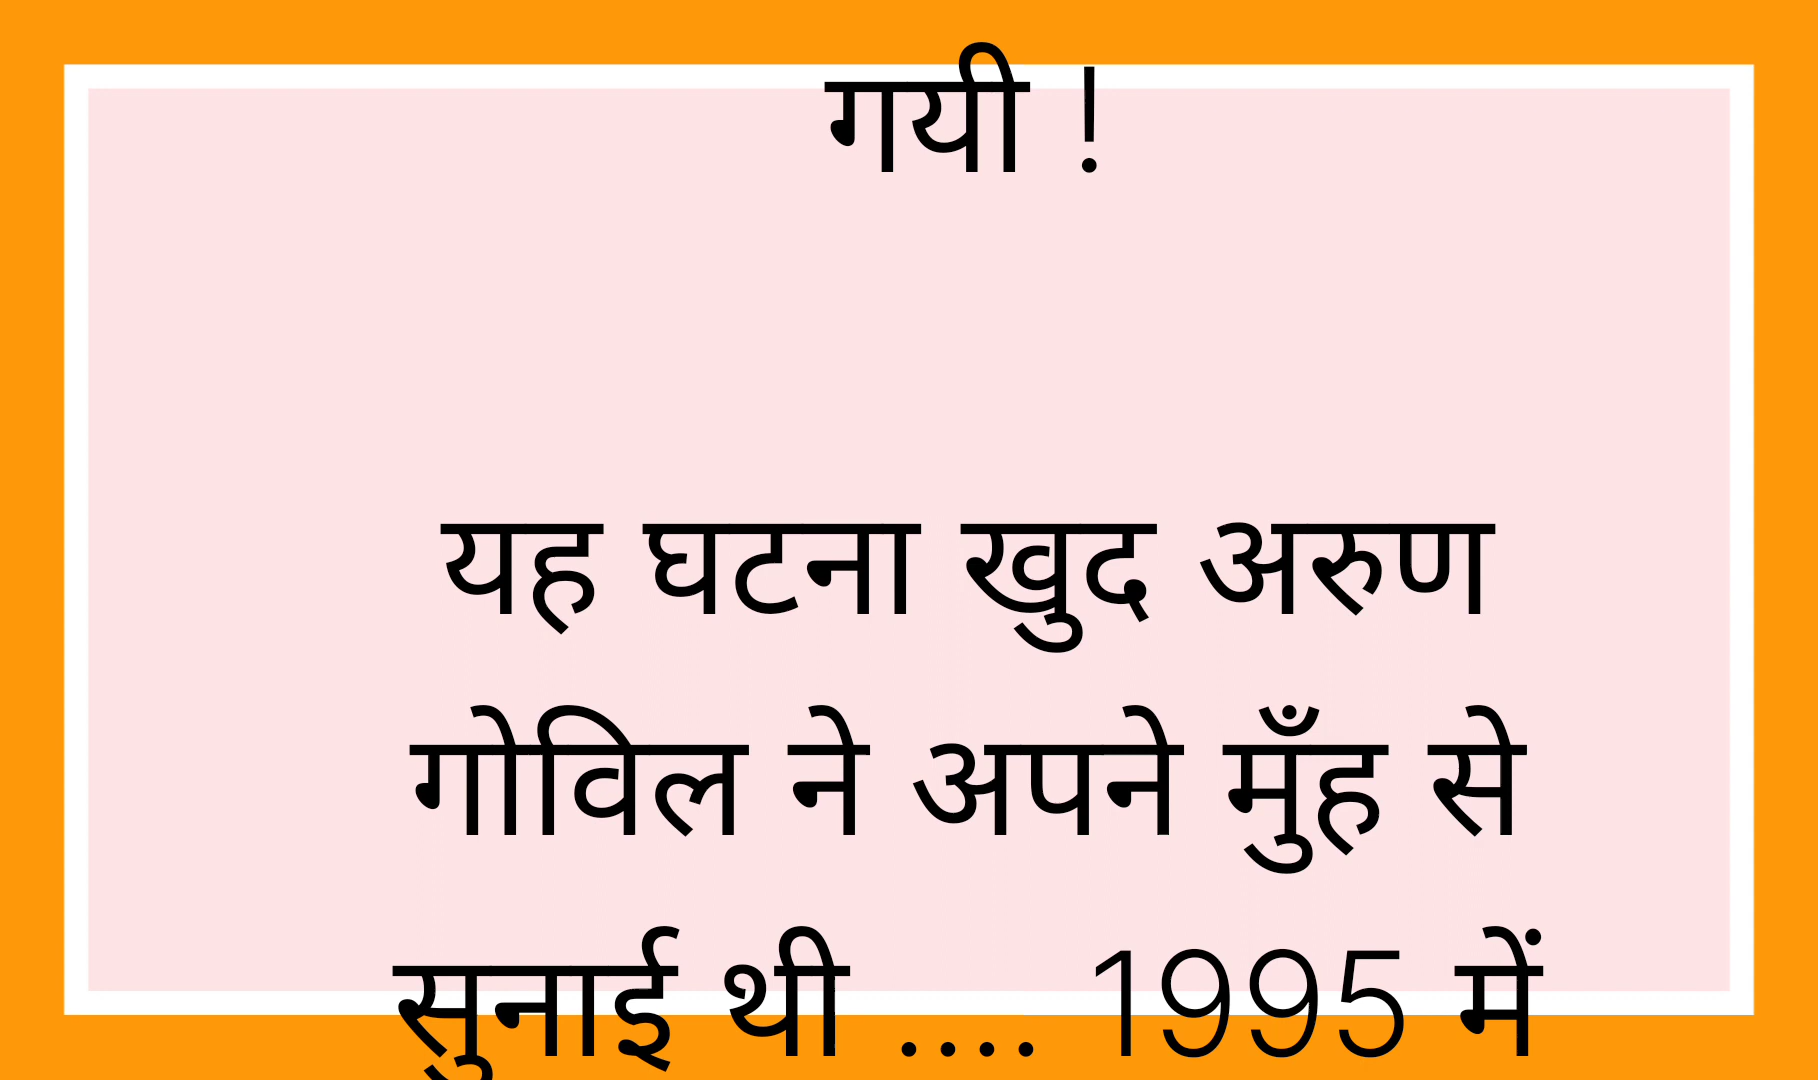 गयी !
यह घटना खुद अरुण
गोविल ने अपने मुँह से
सुनाई थी .... 1995 में